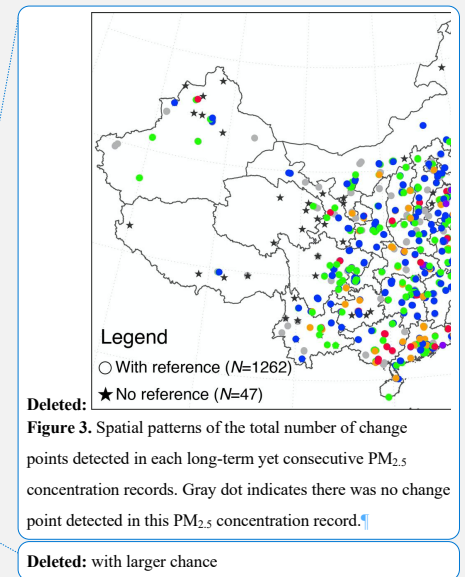 Legend
With reference (N=1262)
No reference (N=47)
Deleted:
Figure 3. Spatial patterns of the total number of change
points detected in each long-term yet consecutive PM2.5
concentration records. Gray dot indicates there was no change
point detected in this PM2.5 concentration record.¶
Deleted: with larger chance